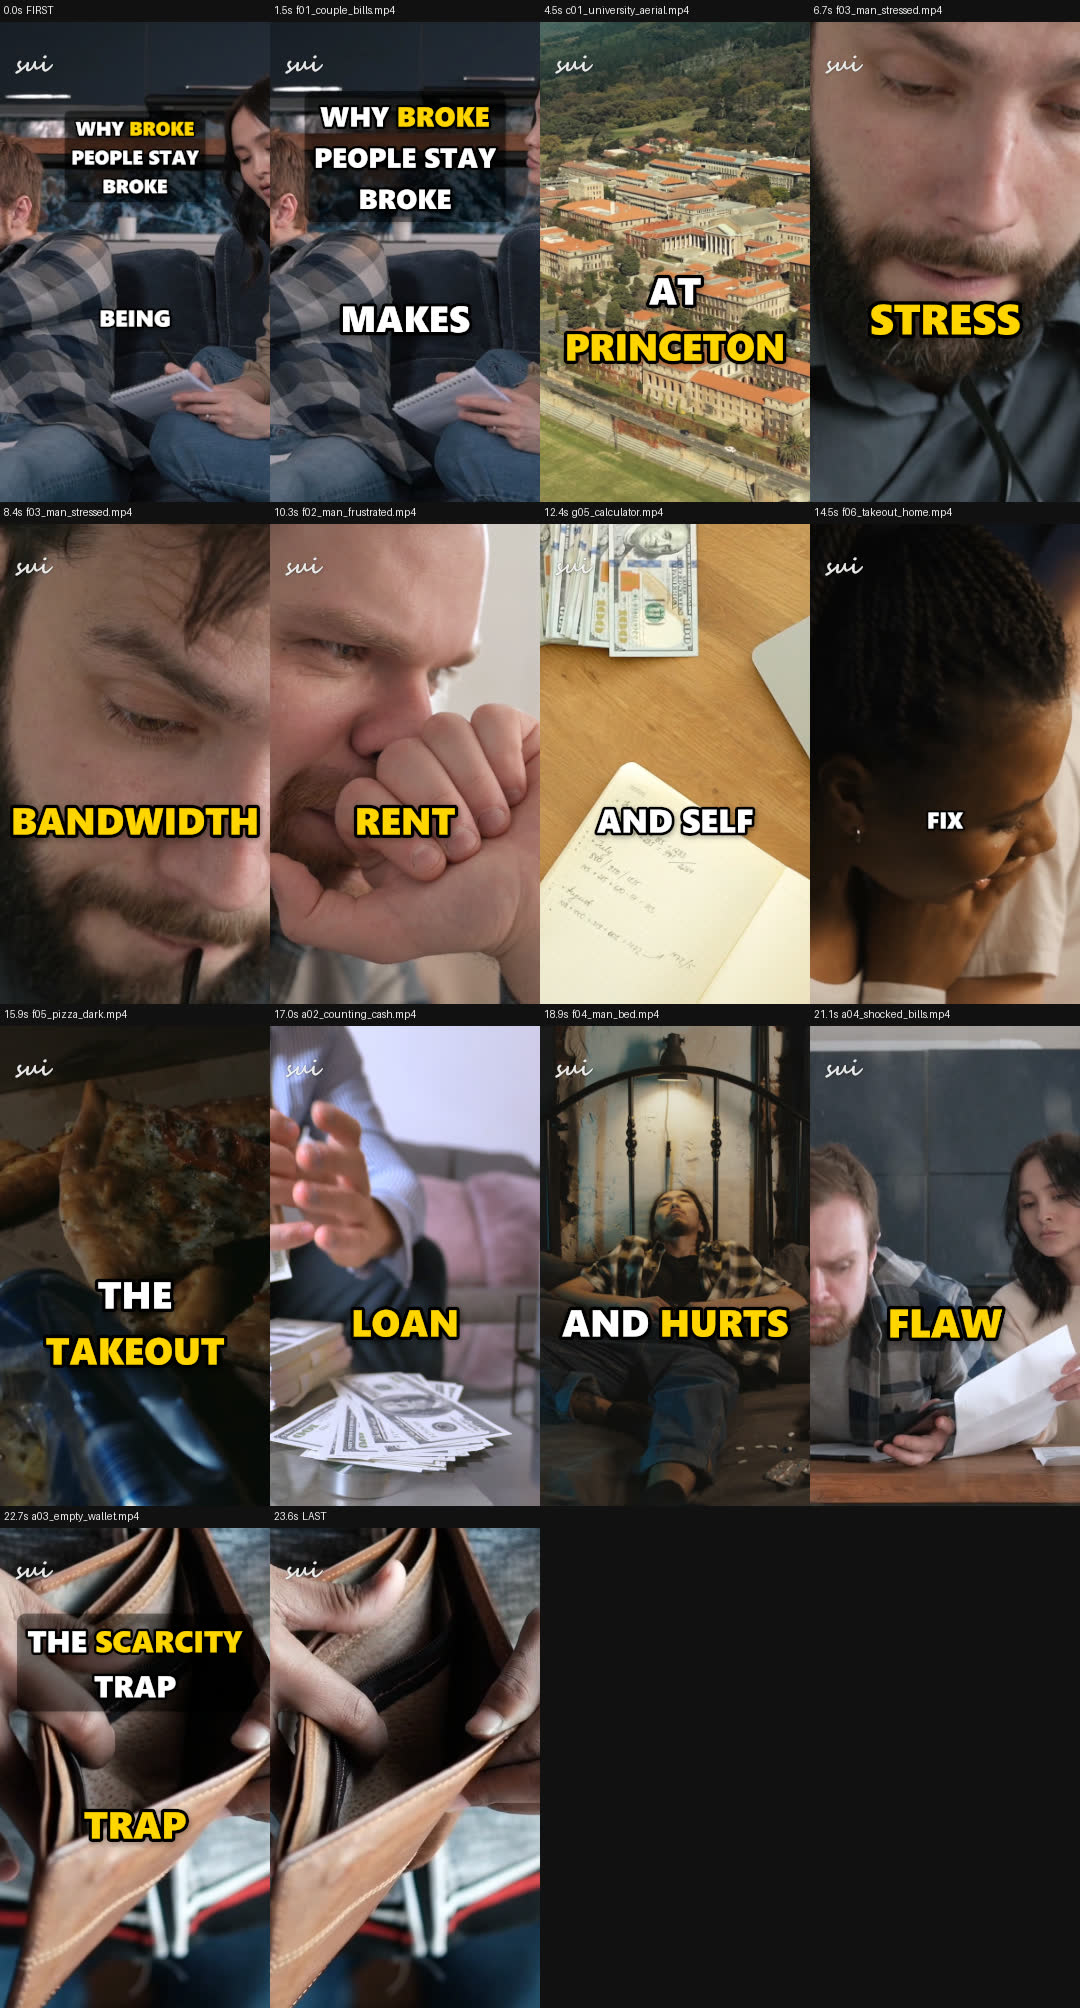 0.0s FIRST
sui
WHY BROKE
PEOPLE STAY
BROKE
BEING
1.5s f01_couple_bills.mp4
sui
WHY BROKE
PEOPLE STAY
BROKE
MAKES
4.5s c01_university_aerial.mp4
sui
AT
PRINCETON
6.7s f03_man_stressed.mp4
sui
STRESS
8.4s f03_man_stressed.mp4
sui
BANDWIDTH
10.3s f02_man_frustrated.mp4
sui
RENT
12.4s g05_calculator.mp4
sui
AND SELF
14.5s f06_takeout_home.mp4
sui
FIX
15.9s f05_pizza_dark.mp4
sui
THE
TAKEOUT
17.0s a02_counting_cash.mp4
sui
LOAN
18.9s f04_man_bed.mp4
sui
AND HURTS
21.1s a04_shocked_bills.mp4
sui
FLAW
22.7s a03_empty_wallet.mp4
sui
THE SCARCITY
TRAP
TRAP
23.6s LAST
sui